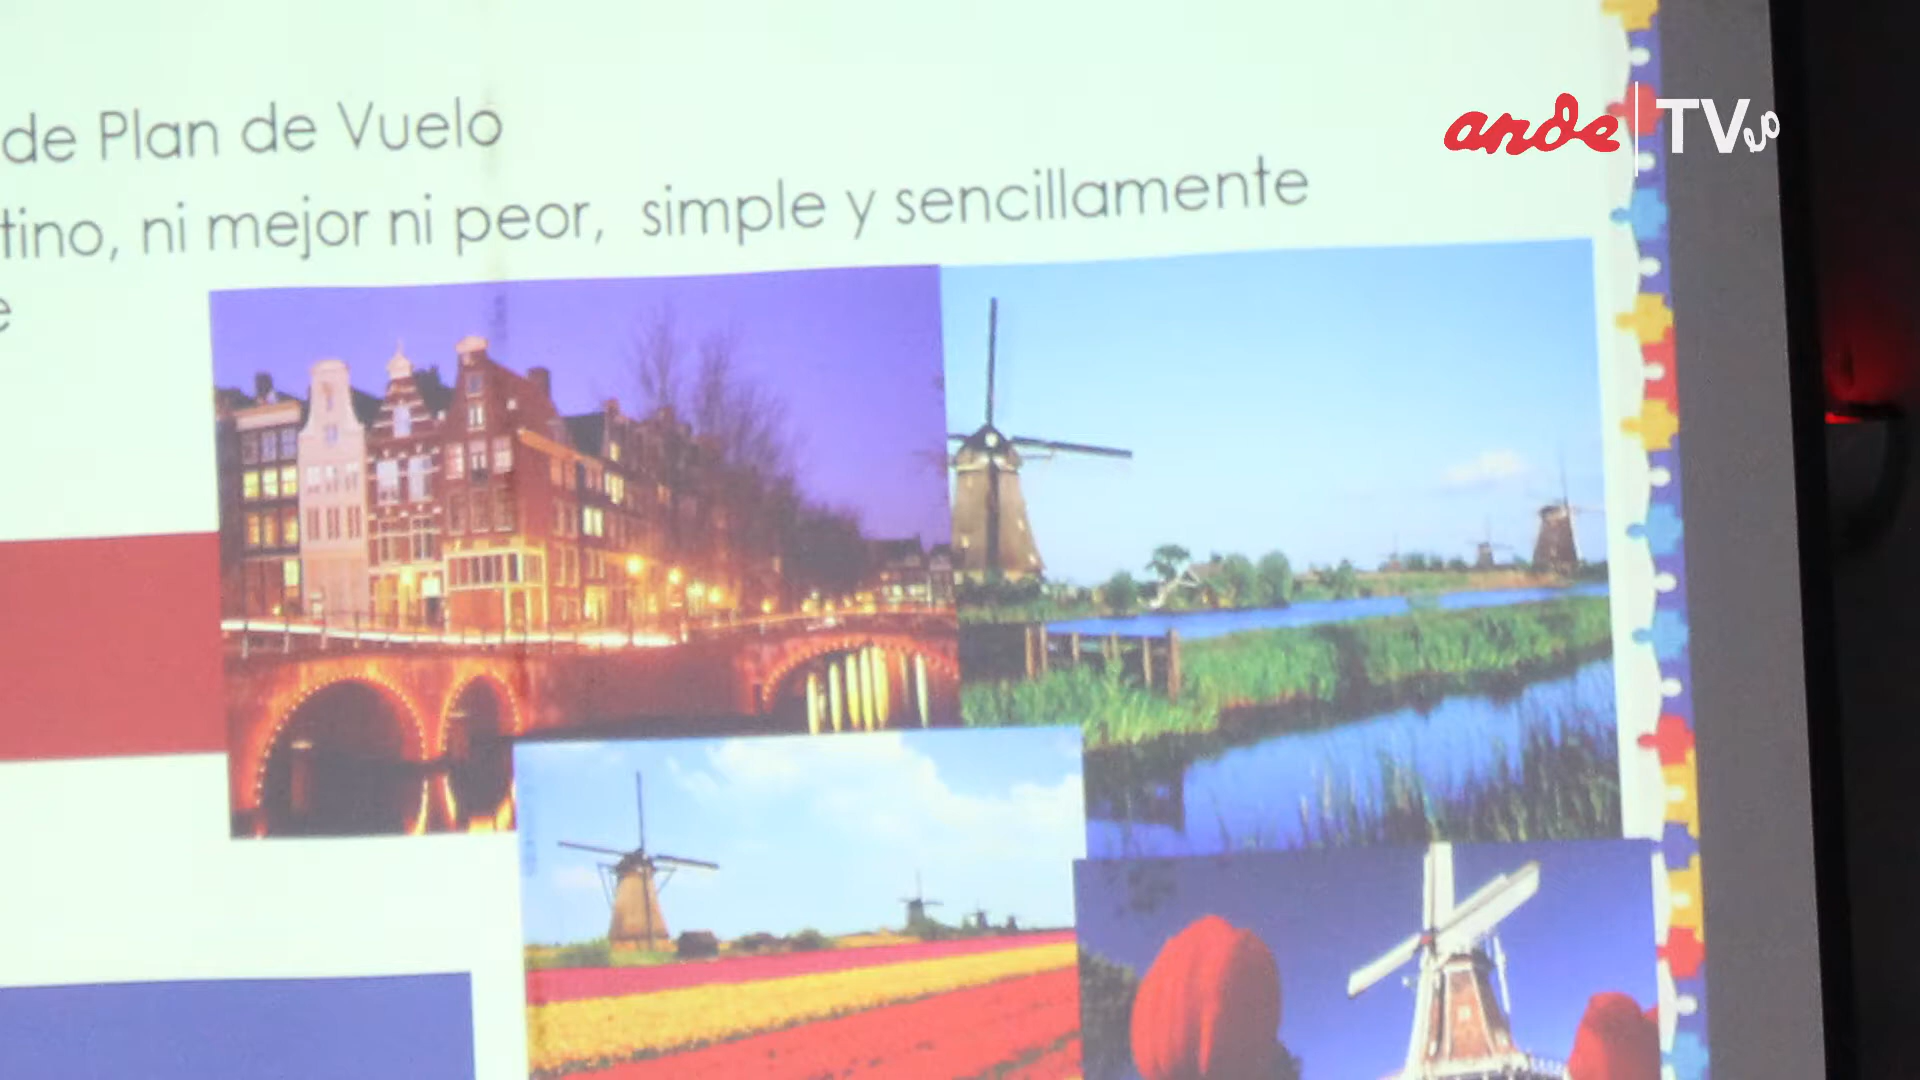 de Plan de Vuelo
tino, ni mejor ni peor, simple y sencillamente
e
ande TV